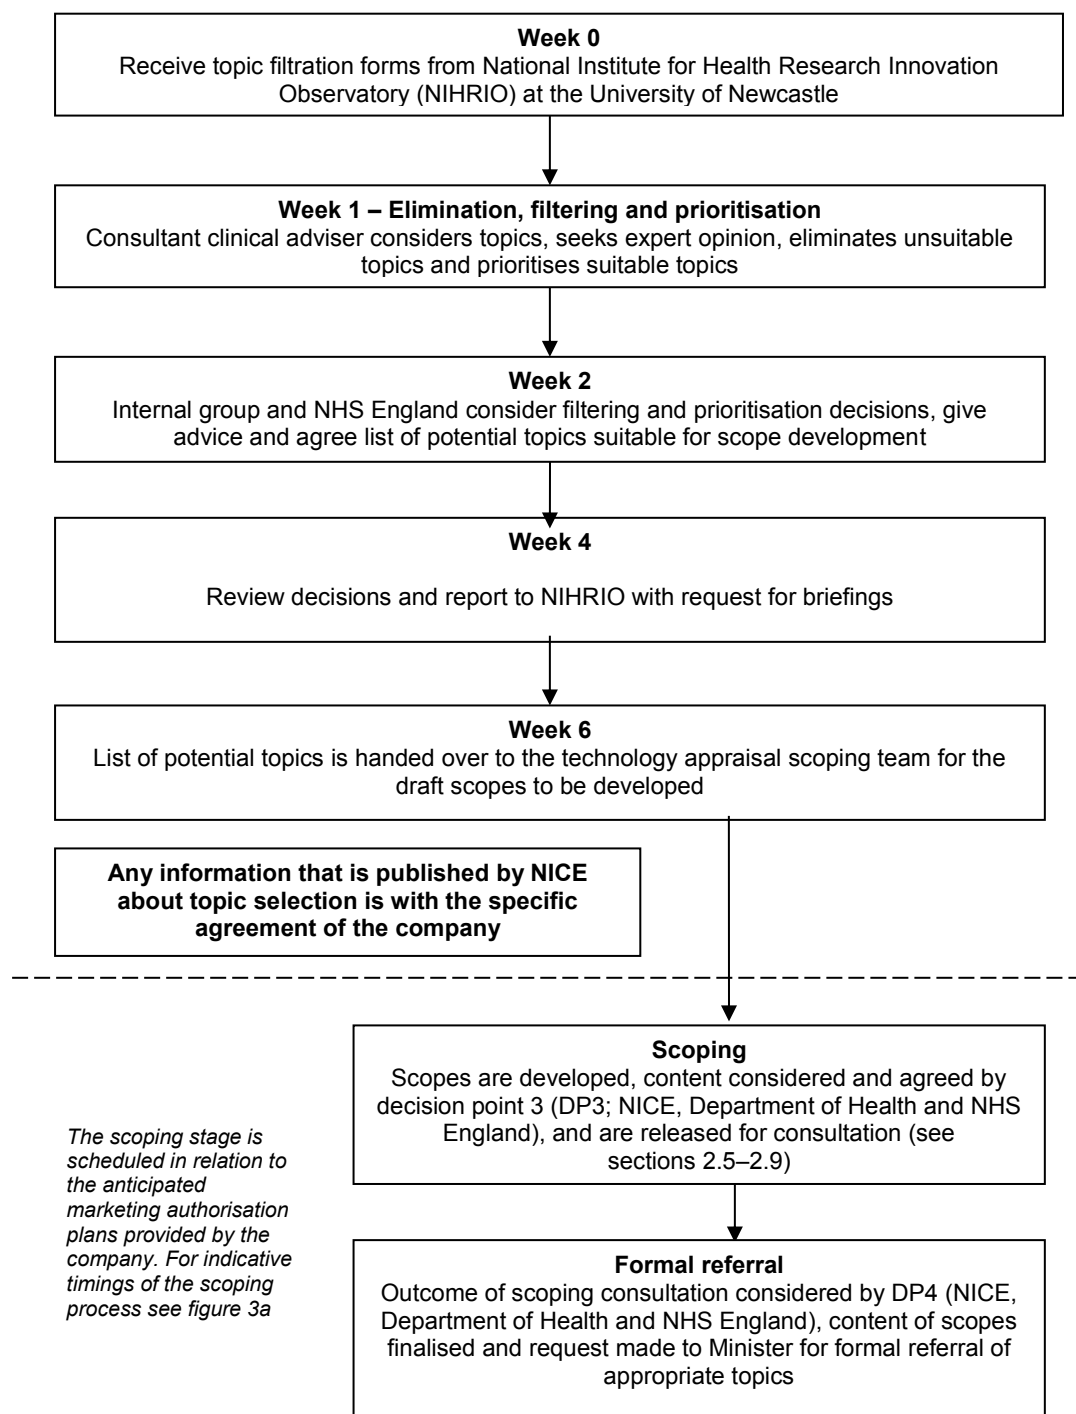 Week 0
Receive topic filtration forms from National Institute for Health Research Innovation
Observatory (NIHRIO) at the University of Newcastle
Week 1 – Elimination, filtering and prioritisation
Consultant clinical adviser considers topics, seeks expert opinion, eliminates unsuitable
topics and prioritises suitable topics
Week 2
Internal group and NHS England consider filtering and prioritisation decisions, give
advice and agree list of potential topics suitable for scope development
Week 4
Review decisions and report to NIHRIO with request for briefings
Week 6
List of potential topics is handed over to the technology appraisal scoping team for the
draft scopes to be developed
Any information that is published by NICE
about topic selection is with the specific
agreement of the company
Scoping
Scopes are developed, content considered and agreed by
decision point 3 (DP3; NICE, Department of Health and NHS
England), and are released for consultation (see
sections 2.5–2.9)
The scoping stage is
scheduled in relation to
the anticipated
marketing authorisation
plans provided by the
company. For indicative
timings of the scoping
process see figure 3a
Formal referral
Outcome of scoping consultation considered by DP4 (NICE,
Department of Health and NHS England), content of scopes
finalised and request made to Minister for formal referral of
appropriate topics